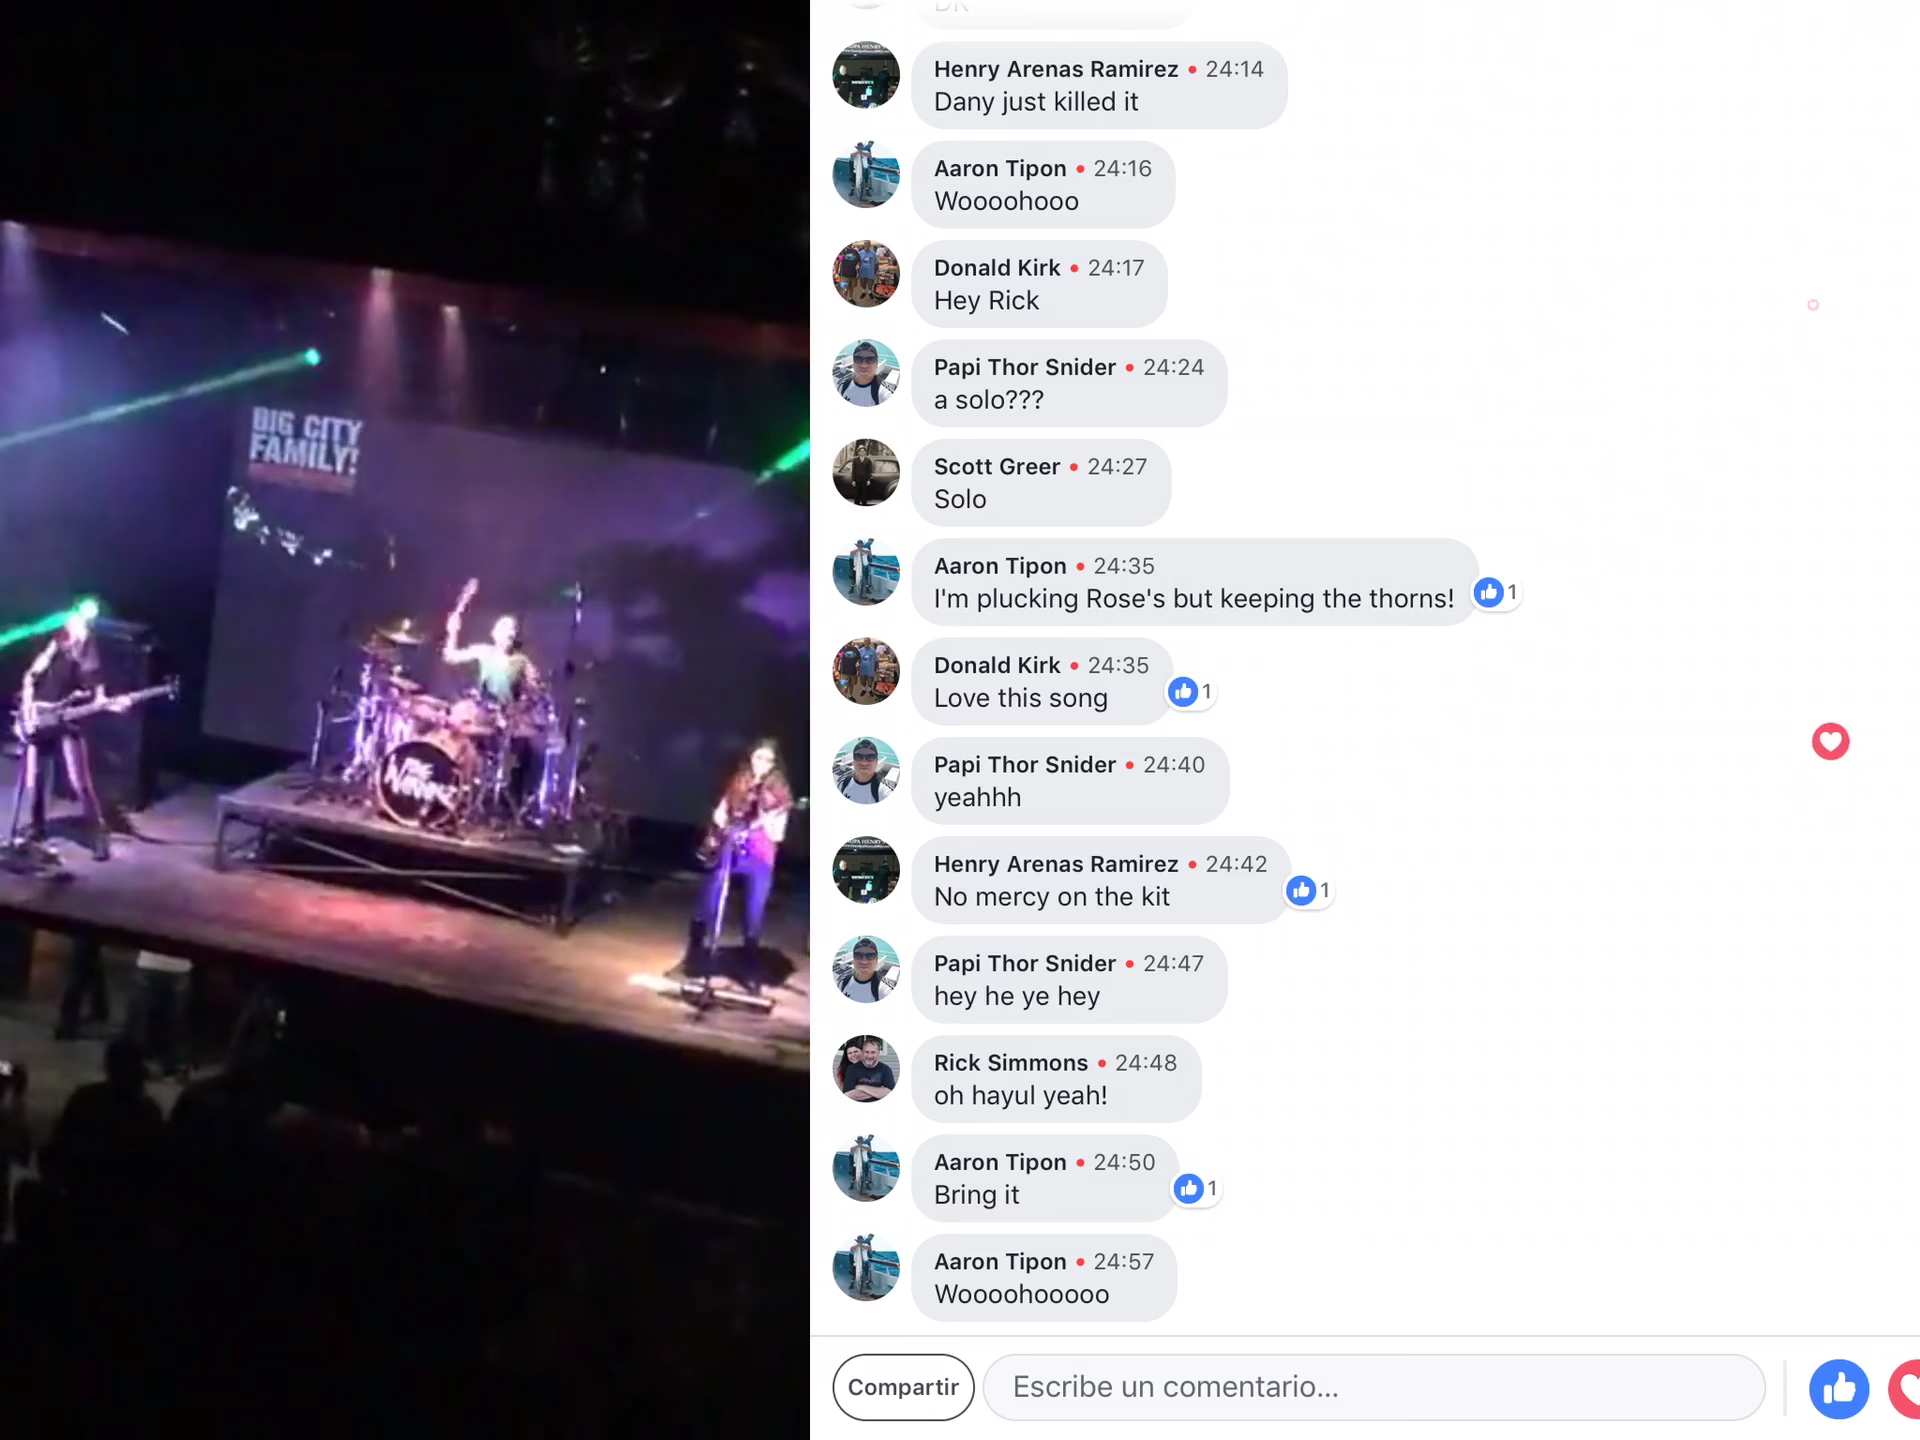 BIG CITY
FAMILY!
THE
WARNING
DR
Henry Arenas Ramirez • 24:14
Dany just killed it
Aaron Tipon • 24:16
Woooohooo
Donald Kirk • 24:17
Hey Rick
Papi Thor Snider • 24:24
a solo???
Scott Greer • 24:27
Solo
Aaron Tipon • 24:35
I'm plucking Rose's but keeping the thorns!
1
Donald Kirk • 24:35
Love this song
1
Papi Thor Snider • 24:40
yeahhh
Henry Arenas Ramirez • 24:42
No mercy on the kit
1
Papi Thor Snider • 24:47
hey he ye hey
Rick Simmons • 24:48
oh hayul yeah!
Aaron Tipon • 24:50
Bring it
1
Aaron Tipon • 24:57
Woooohooooo
Compartir
Escribe un comentario...